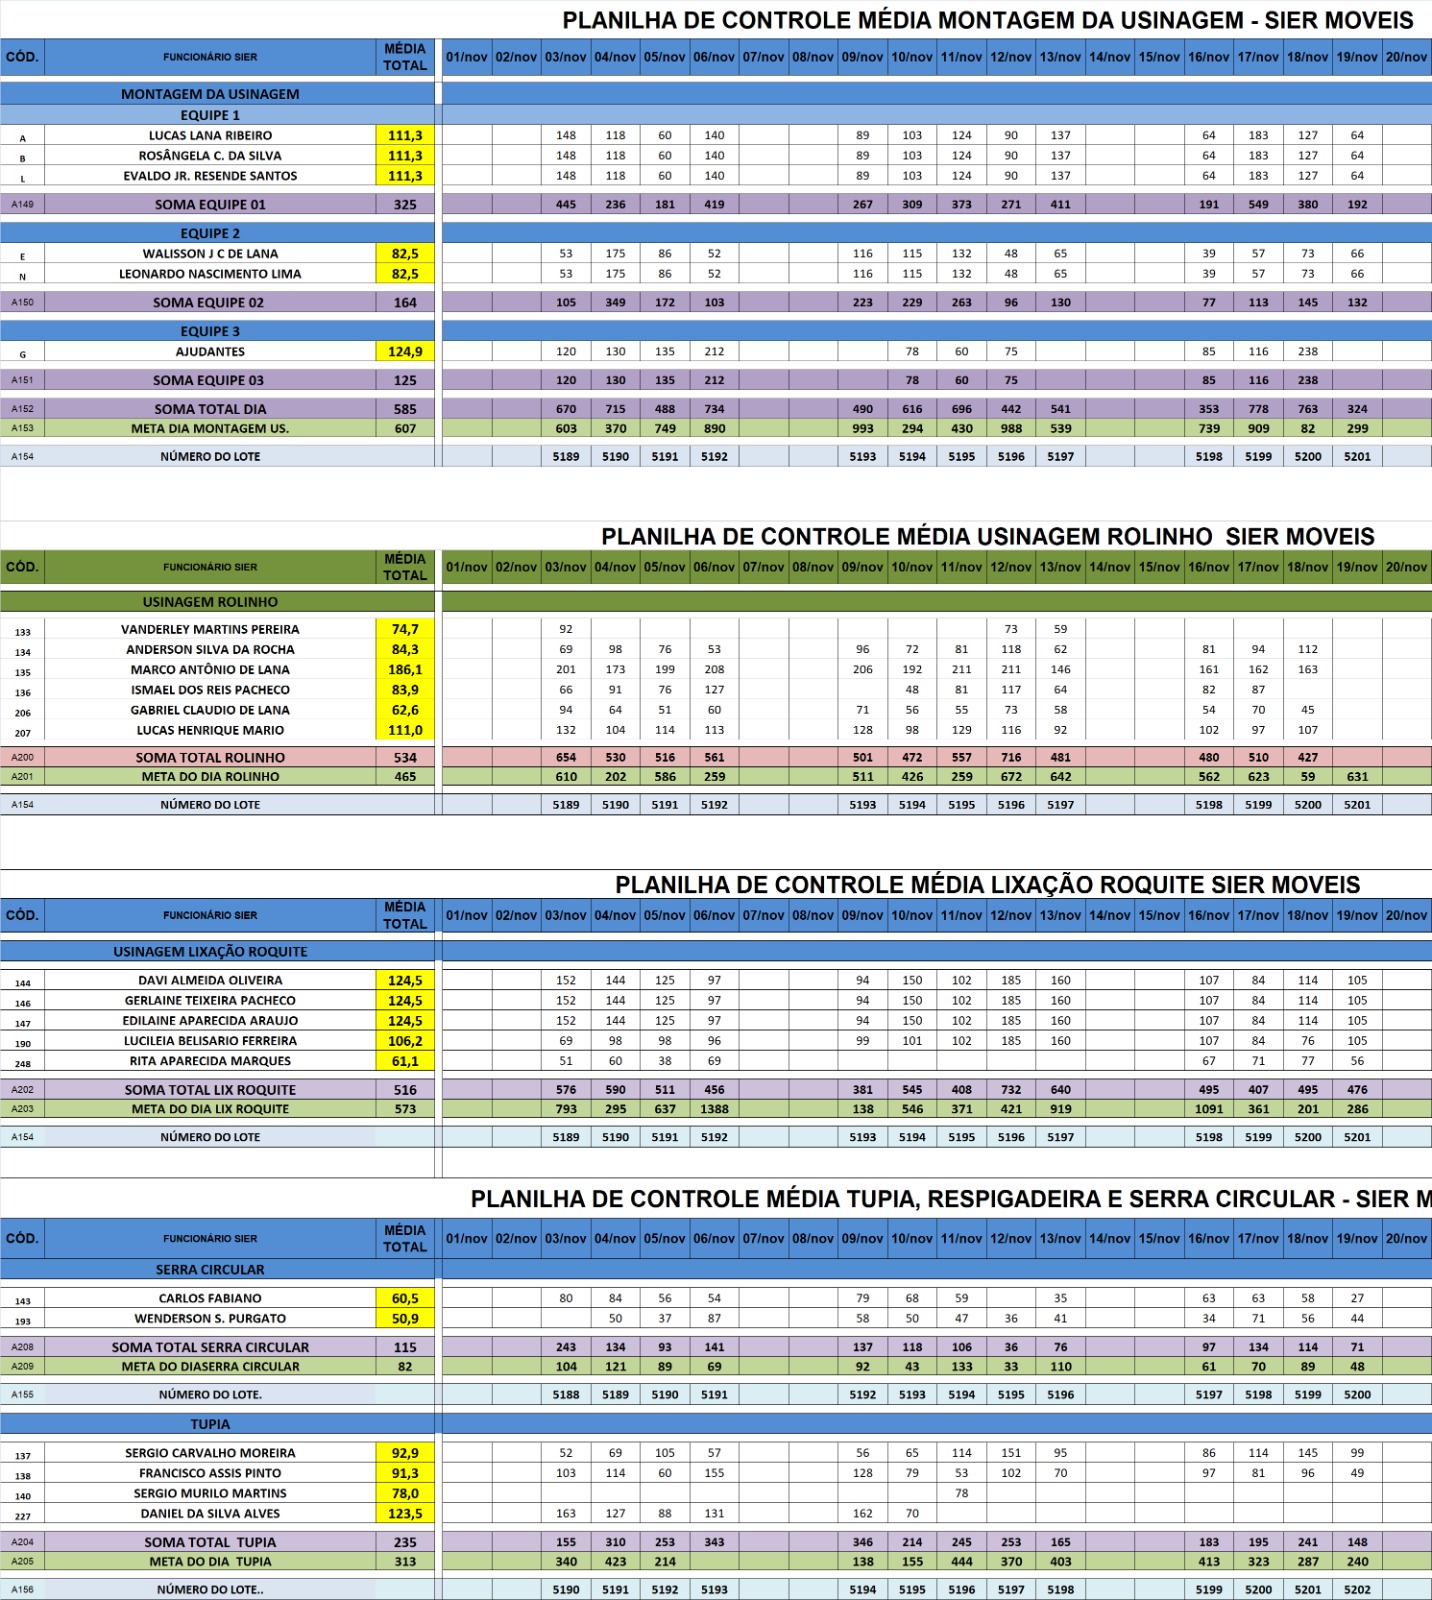 PLANILHA DE CONTROLE MÉDIA MONTAGEM DA USINAGEM - SIER MOVEIS
CÓD. FUNCIONÁRIO SIER MÉDIA TOTAL 01/nov 02/nov 03/nov 04/nov 05/nov 06/nov 07/nov 08/nov 09/nov 10/nov 11/nov 12/nov 13/nov 14/nov 15/nov 16/nov 17/nov 18/nov 19/nov 20/nov
MONTAGEM DA USINAGEM
EQUIPE 1
A LUCAS LANA RIBEIRO 111,3 148 118 60 140 89 103 124 90 137 64 183 127 64
B ROSÂNGELA C. DA SILVA 111,3 148 118 60 140 89 103 124 90 137 64 183 127 64
L EVALDO JR. RESENDE SANTOS 111,3 148 118 60 140 89 103 124 90 137 64 183 127 64
A149 SOMA EQUIPE 01 325 445 236 181 419 267 309 373 271 411 191 549 380 192
EQUIPE 2
E WALISSON J C DE LANA 82,5 53 175 86 52 116 115 132 48 65 39 57 73 66
N LEONARDO NASCIMENTO LIMA 82,5 53 175 86 52 116 115 132 48 65 39 57 73 66
A150 SOMA EQUIPE 02 164 105 349 172 103 223 229 263 96 130 77 113 145 132
EQUIPE 3
G AJUDANTES 124,9 120 130 135 212 78 60 75 85 116 238
A151 SOMA EQUIPE 03 125 120 130 135 212 78 60 75 85 116 238
A152 SOMA TOTAL DIA 585 670 715 488 734 490 616 696 442 541 353 778 763 324
A153 META DIA MONTAGEM US. 607 603 370 749 890 993 294 430 988 539 739 909 82 299
A154 NÚMERO DO LOTE 5189 5190 5191 5192 5193 5194 5195 5196 5197 5198 5199 5200 5201
PLANILHA DE CONTROLE MÉDIA USINAGEM ROLINHO SIER MOVEIS
CÓD. FUNCIONÁRIO SIER MÉDIA TOTAL 01/nov 02/nov 03/nov 04/nov 05/nov 06/nov 07/nov 08/nov 09/nov 10/nov 11/nov 12/nov 13/nov 14/nov 15/nov 16/nov 17/nov 18/nov 19/nov 20/nov
USINAGEM ROLINHO
133 VANDERLEY MARTINS PEREIRA 74,7 92 73 59
134 ANDERSON SILVA DA ROCHA 84,3 69 98 76 53 96 72 81 118 62 81 94 112
135 MARCO ANTÔNIO DE LANA 186,1 201 173 199 208 206 192 211 211 146 161 162 163
136 ISMAEL DOS REIS PACHECO 83,9 66 91 76 127 48 81 117 64 82 87
206 GABRIEL CLAUDIO DE LANA 62,6 94 64 51 60 71 56 55 73 58 54 70 45
207 LUCAS HENRIQUE MARIO 111,0 132 104 114 113 128 98 129 116 92 102 97 107
A200 SOMA TOTAL ROLINHO 534 654 530 516 561 501 472 557 716 481 480 510 427
A201 META DO DIA ROLINHO 465 610 202 586 259 511 426 259 672 642 562 623 59 631
A154 NÚMERO DO LOTE 5189 5190 5191 5192 5193 5194 5195 5196 5197 5198 5199 5200 5201
PLANILHA DE CONTROLE MÉDIA LIXAÇÃO ROQUITE SIER MOVEIS
CÓD. FUNCIONÁRIO SIER MÉDIA TOTAL 01/nov 02/nov 03/nov 04/nov 05/nov 06/nov 07/nov 08/nov 09/nov 10/nov 11/nov 12/nov 13/nov 14/nov 15/nov 16/nov 17/nov 18/nov 19/nov 20/nov
USINAGEM LIXAÇÃO ROQUITE
144 DAVI ALMEIDA OLIVEIRA 124,5 152 144 125 97 94 150 102 185 160 107 84 114 105
146 GERLAINE TEIXEIRA PACHECO 124,5 152 144 125 97 94 150 102 185 160 107 84 114 105
147 EDILAINE APARECIDA ARAUJO 124,5 152 144 125 97 94 150 102 185 160 107 84 114 105
190 LUCILEIA BELISARIO FERREIRA 106,2 69 98 98 96 99 101 102 185 160 107 84 76 105
248 RITA APARECIDA MARQUES 61,1 51 60 38 69 67 71 77 56
A202 SOMA TOTAL LIX ROQUITE 516 576 590 511 456 381 545 408 732 640 495 407 495 476
A203 META DO DIA LIX ROQUITE 573 793 295 637 1388 138 546 371 421 919 1091 361 201 286
A154 NÚMERO DO LOTE 5189 5190 5191 5192 5193 5194 5195 5196 5197 5198 5199 5200 5201
PLANILHA DE CONTROLE MÉDIA TUPIA, RESPIGADEIRA E SERRA CIRCULAR - SIER M
CÓD. FUNCIONÁRIO SIER MÉDIA TOTAL 01/nov 02/nov 03/nov 04/nov 05/nov 06/nov 07/nov 08/nov 09/nov 10/nov 11/nov 12/nov 13/nov 14/nov 15/nov 16/nov 17/nov 18/nov 19/nov 20/nov
SERRA CIRCULAR
143 CARLOS FABIANO 60,5 80 84 56 54 79 68 59 35 63 63 58 27
193 WENDERSON S. PURGATO 50,9 50 37 87 58 50 47 36 41 34 71 56 44
A208 SOMA TOTAL SERRA CIRCULAR 115 243 134 93 141 137 118 106 36 76 97 134 114 71
A209 META DO DIASERRA CIRCULAR 82 104 121 89 69 92 43 133 33 110 61 70 89 48
A155 NÚMERO DO LOTE. 5188 5189 5190 5191 5192 5193 5194 5195 5196 5197 5198 5199 5200
TUPIA
137 SERGIO CARVALHO MOREIRA 92,9 52 69 105 57 56 65 114 151 95 86 114 145 99
138 FRANCISCO ASSIS PINTO 91,3 103 114 60 155 128 79 53 102 70 97 81 96 49
140 SERGIO MURILO MARTINS 78,0 78
227 DANIEL DA SILVA ALVES 123,5 163 127 88 131 162 70
A204 SOMA TOTAL TUPIA 235 155 310 253 343 346 214 245 253 165 183 195 241 148
A205 META DO DIA TUPIA 313 340 423 214 138 155 444 370 403 413 323 287 240
A156 NÚMERO DO LOTE.. 5190 5191 5192 5193 5194 5195 5196 5197 5198 5199 5200 5201 5202